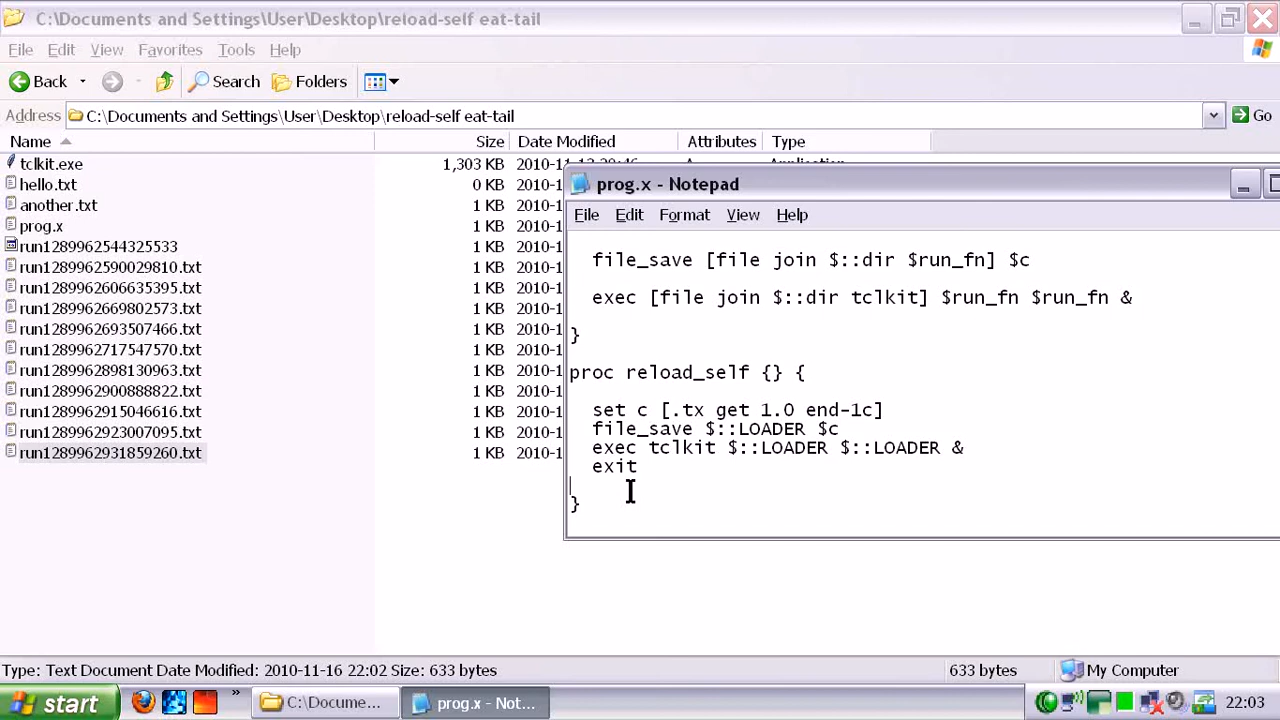 C:\Documents and Settings\User\Desktop\reload-self eat-tail
File Edit View Favorites Tools Help
Back Search Folders
Address C:\Documents and Settings\User\Desktop\reload-self eat-tail Go
Name Size Date Modified Attributes Type
tclkit.exe 1,303 KB
hello.txt 0 KB 2010-1
another.txt 1 KB 2010-1
prog.x 1 KB 2010-1
run1289962544325533 1 KB 2010-1
run1289962590029810.txt 1 KB 2010-1
run1289962606635395.txt 1 KB 2010-1
run1289962669802573.txt 1 KB 2010-1
run1289962693507466.txt 1 KB 2010-1
run1289962717547570.txt 1 KB 2010-1
run1289962898130963.txt 1 KB 2010-1
run1289962900888822.txt 1 KB 2010-1
run1289962915046616.txt 1 KB 2010-1
run1289962923007095.txt 1 KB 2010-1
run1289962931859260.txt 1 KB 2010-1
prog.x - Notepad
File Edit Format View Help
file_save [file join $::dir $run_fn] $c
exec [file join $::dir tclkit] $run_fn $run_fn &
}
proc reload_self {} {
set c [.tx get 1.0 end-1c]
file_save $::LOADER $c
exec tclkit $::LOADER $::LOADER &
exit
}
Type: Text Document Date Modified: 2010-11-16 22:02 Size: 633 bytes 633 bytes My Computer
start » C:\Docume... prog.x - Not... 22:03